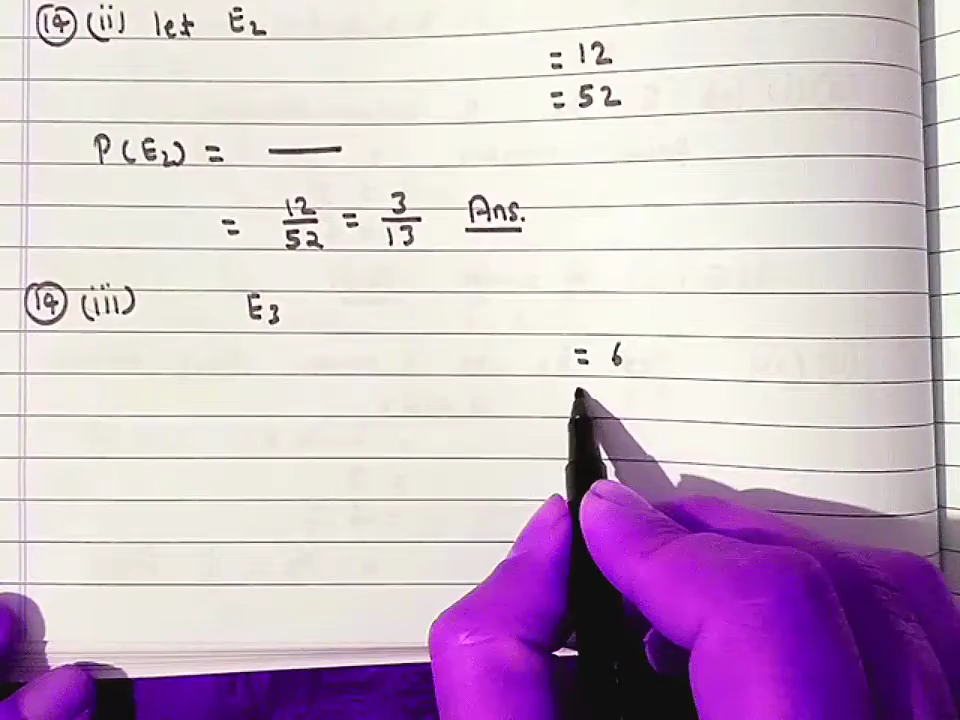 (14) (ii) let E₂
= 12
= 52
P(E₂) = ―
= 12/52 = 3/13 Ans.
(14) (iii) E₃
= 6